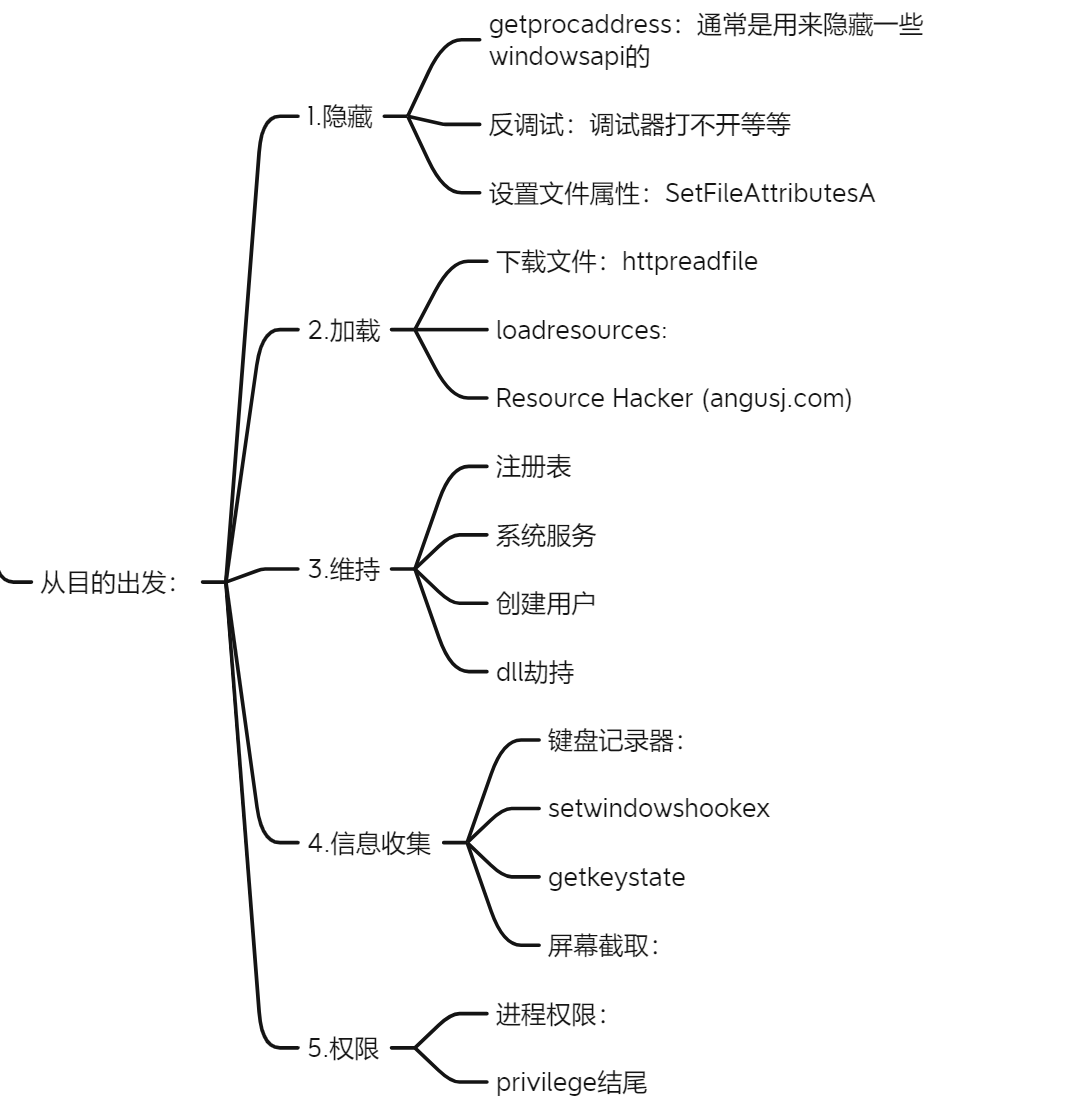 getprocaddress：通常是用来隐藏一些
windowsapi的
1.隐藏
反调试：调试器打不开等等
设置文件属性：SetFileAttributesA
下载文件：httpreadfile
2.加载
loadresources:
Resource Hacker (angusj.com)
注册表
系统服务
3.维持
从目的出发：
创建用户
dll劫持
键盘记录器：
setwindowshookex
4.信息收集
getkeystate
屏幕截取：
进程权限：
5.权限
privilege结尾